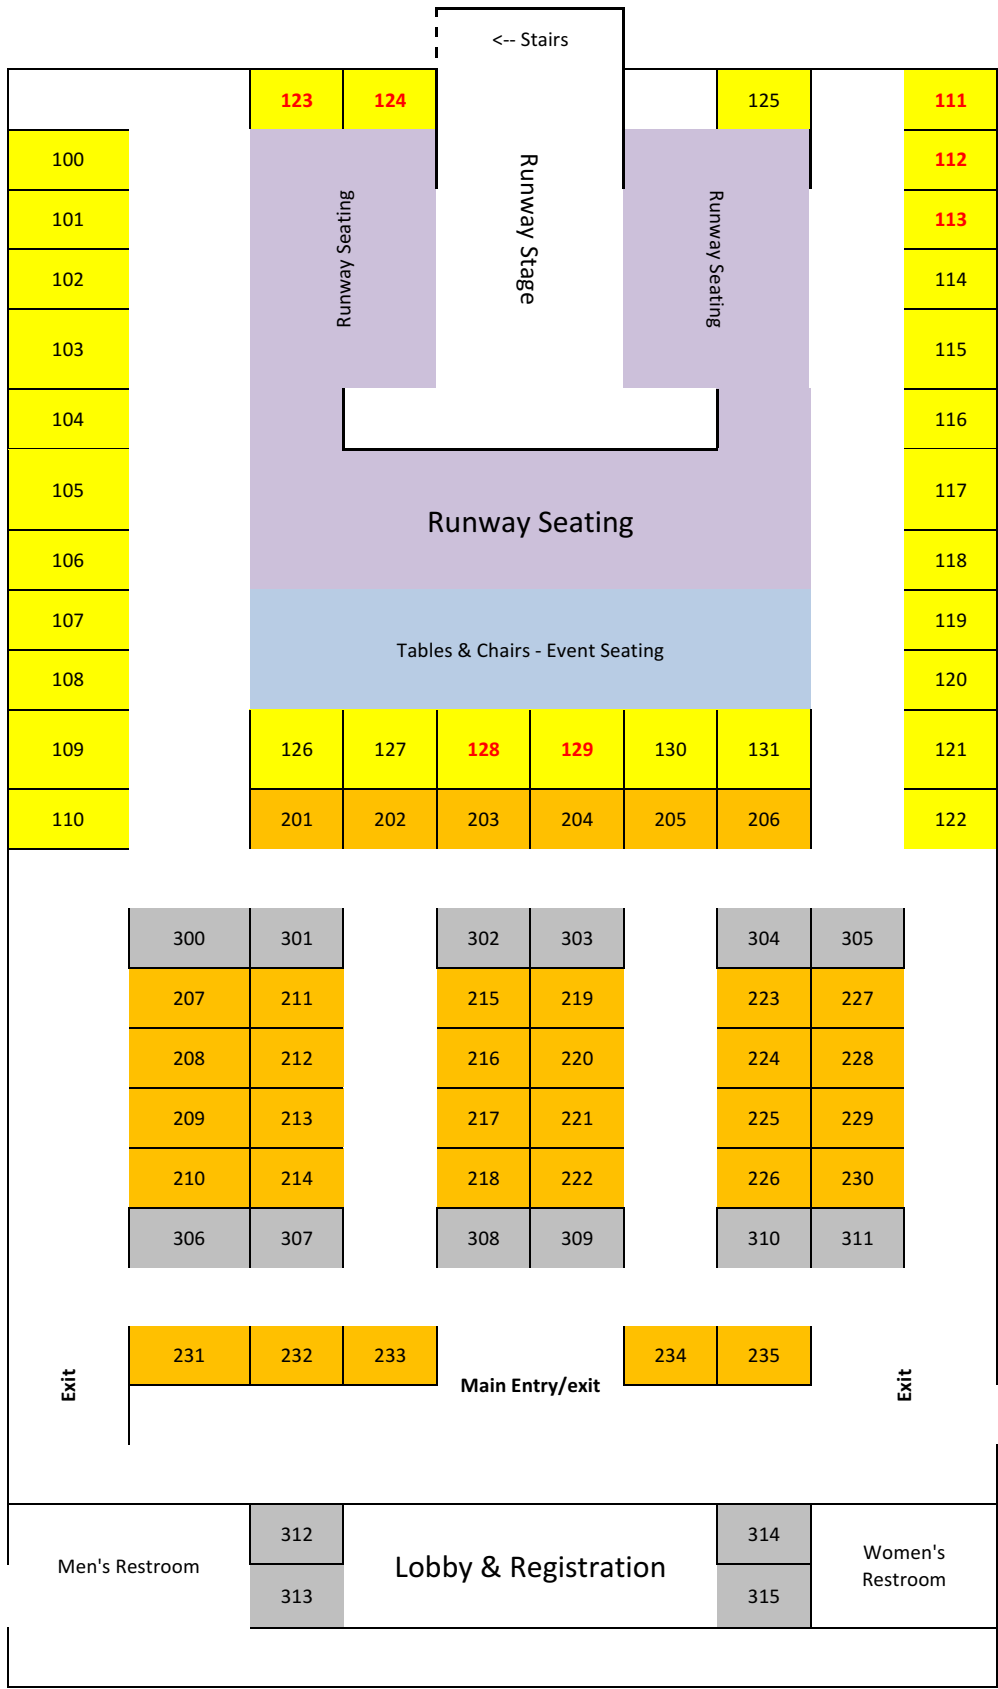 <-- Stairs
123 124 125 111
100 112
101 113
Runway Seating
Runway Stage
Runway Seating
102 114
103 115
104 116
105 117
Runway Seating
106 118
107 119
Tables & Chairs - Event Seating
108 120
109 126 127 128 129 130 131 121
110 201 202 203 204 205 206 122
300 301 302 303 304 305
207 211 215 219 223 227
208 212 216 220 224 228
209 213 217 221 225 229
210 214 218 222 226 230
306 307 308 309 310 311
231 232 233 234 235
Exit
Main Entry/exit
Exit
312 314
Men's Restroom
Lobby & Registration
Women's
Restroom
313 315